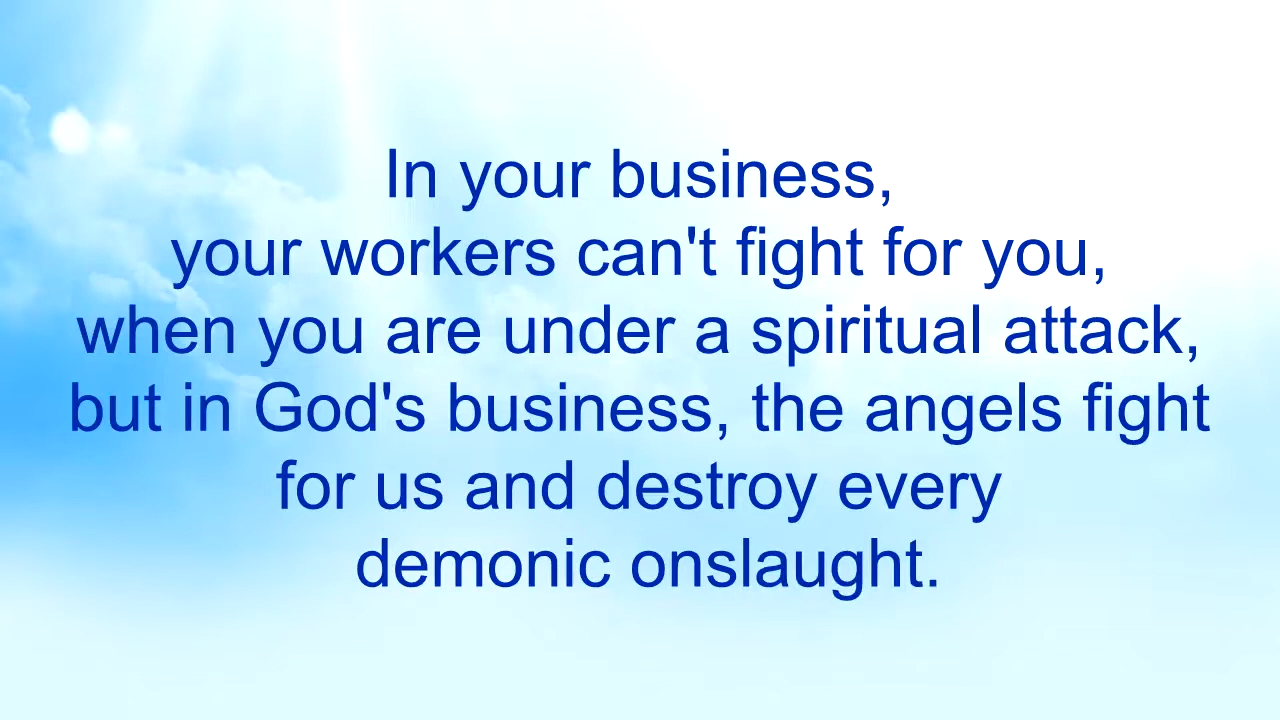 In your business,
your workers can't fight for you,
when you are under a spiritual attack,
but in God's business, the angels fight
for us and destroy every
demonic onslaught.